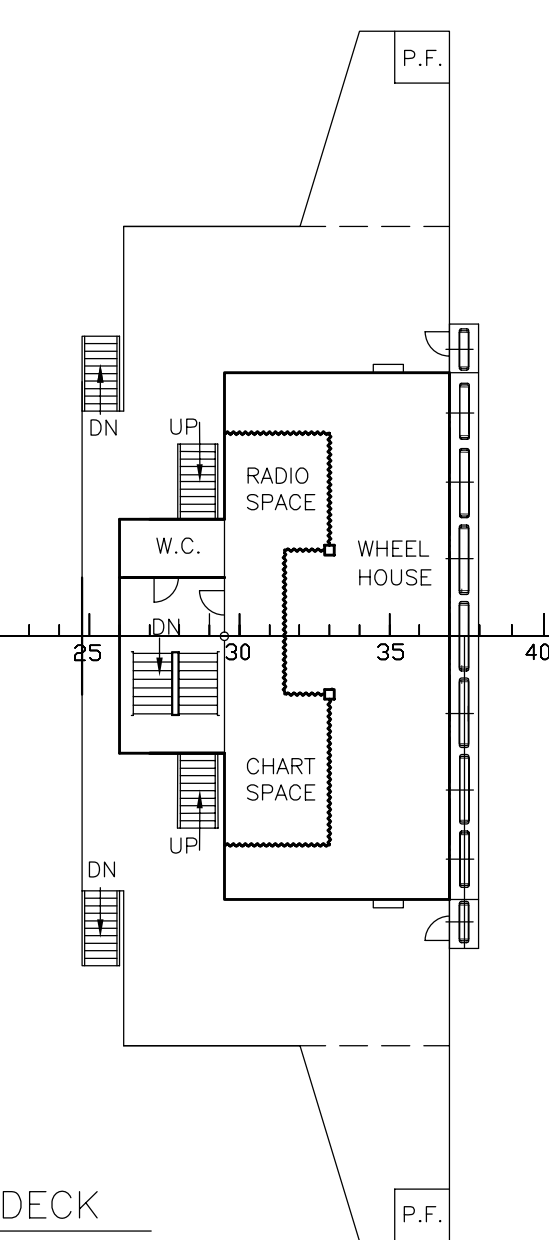 P.F.
DN
UP
RADIO
SPACE
W.C.
WHEEL
HOUSE
DN
25
30
35
40
CHART
SPACE
UP
DN
DECK
P.F.